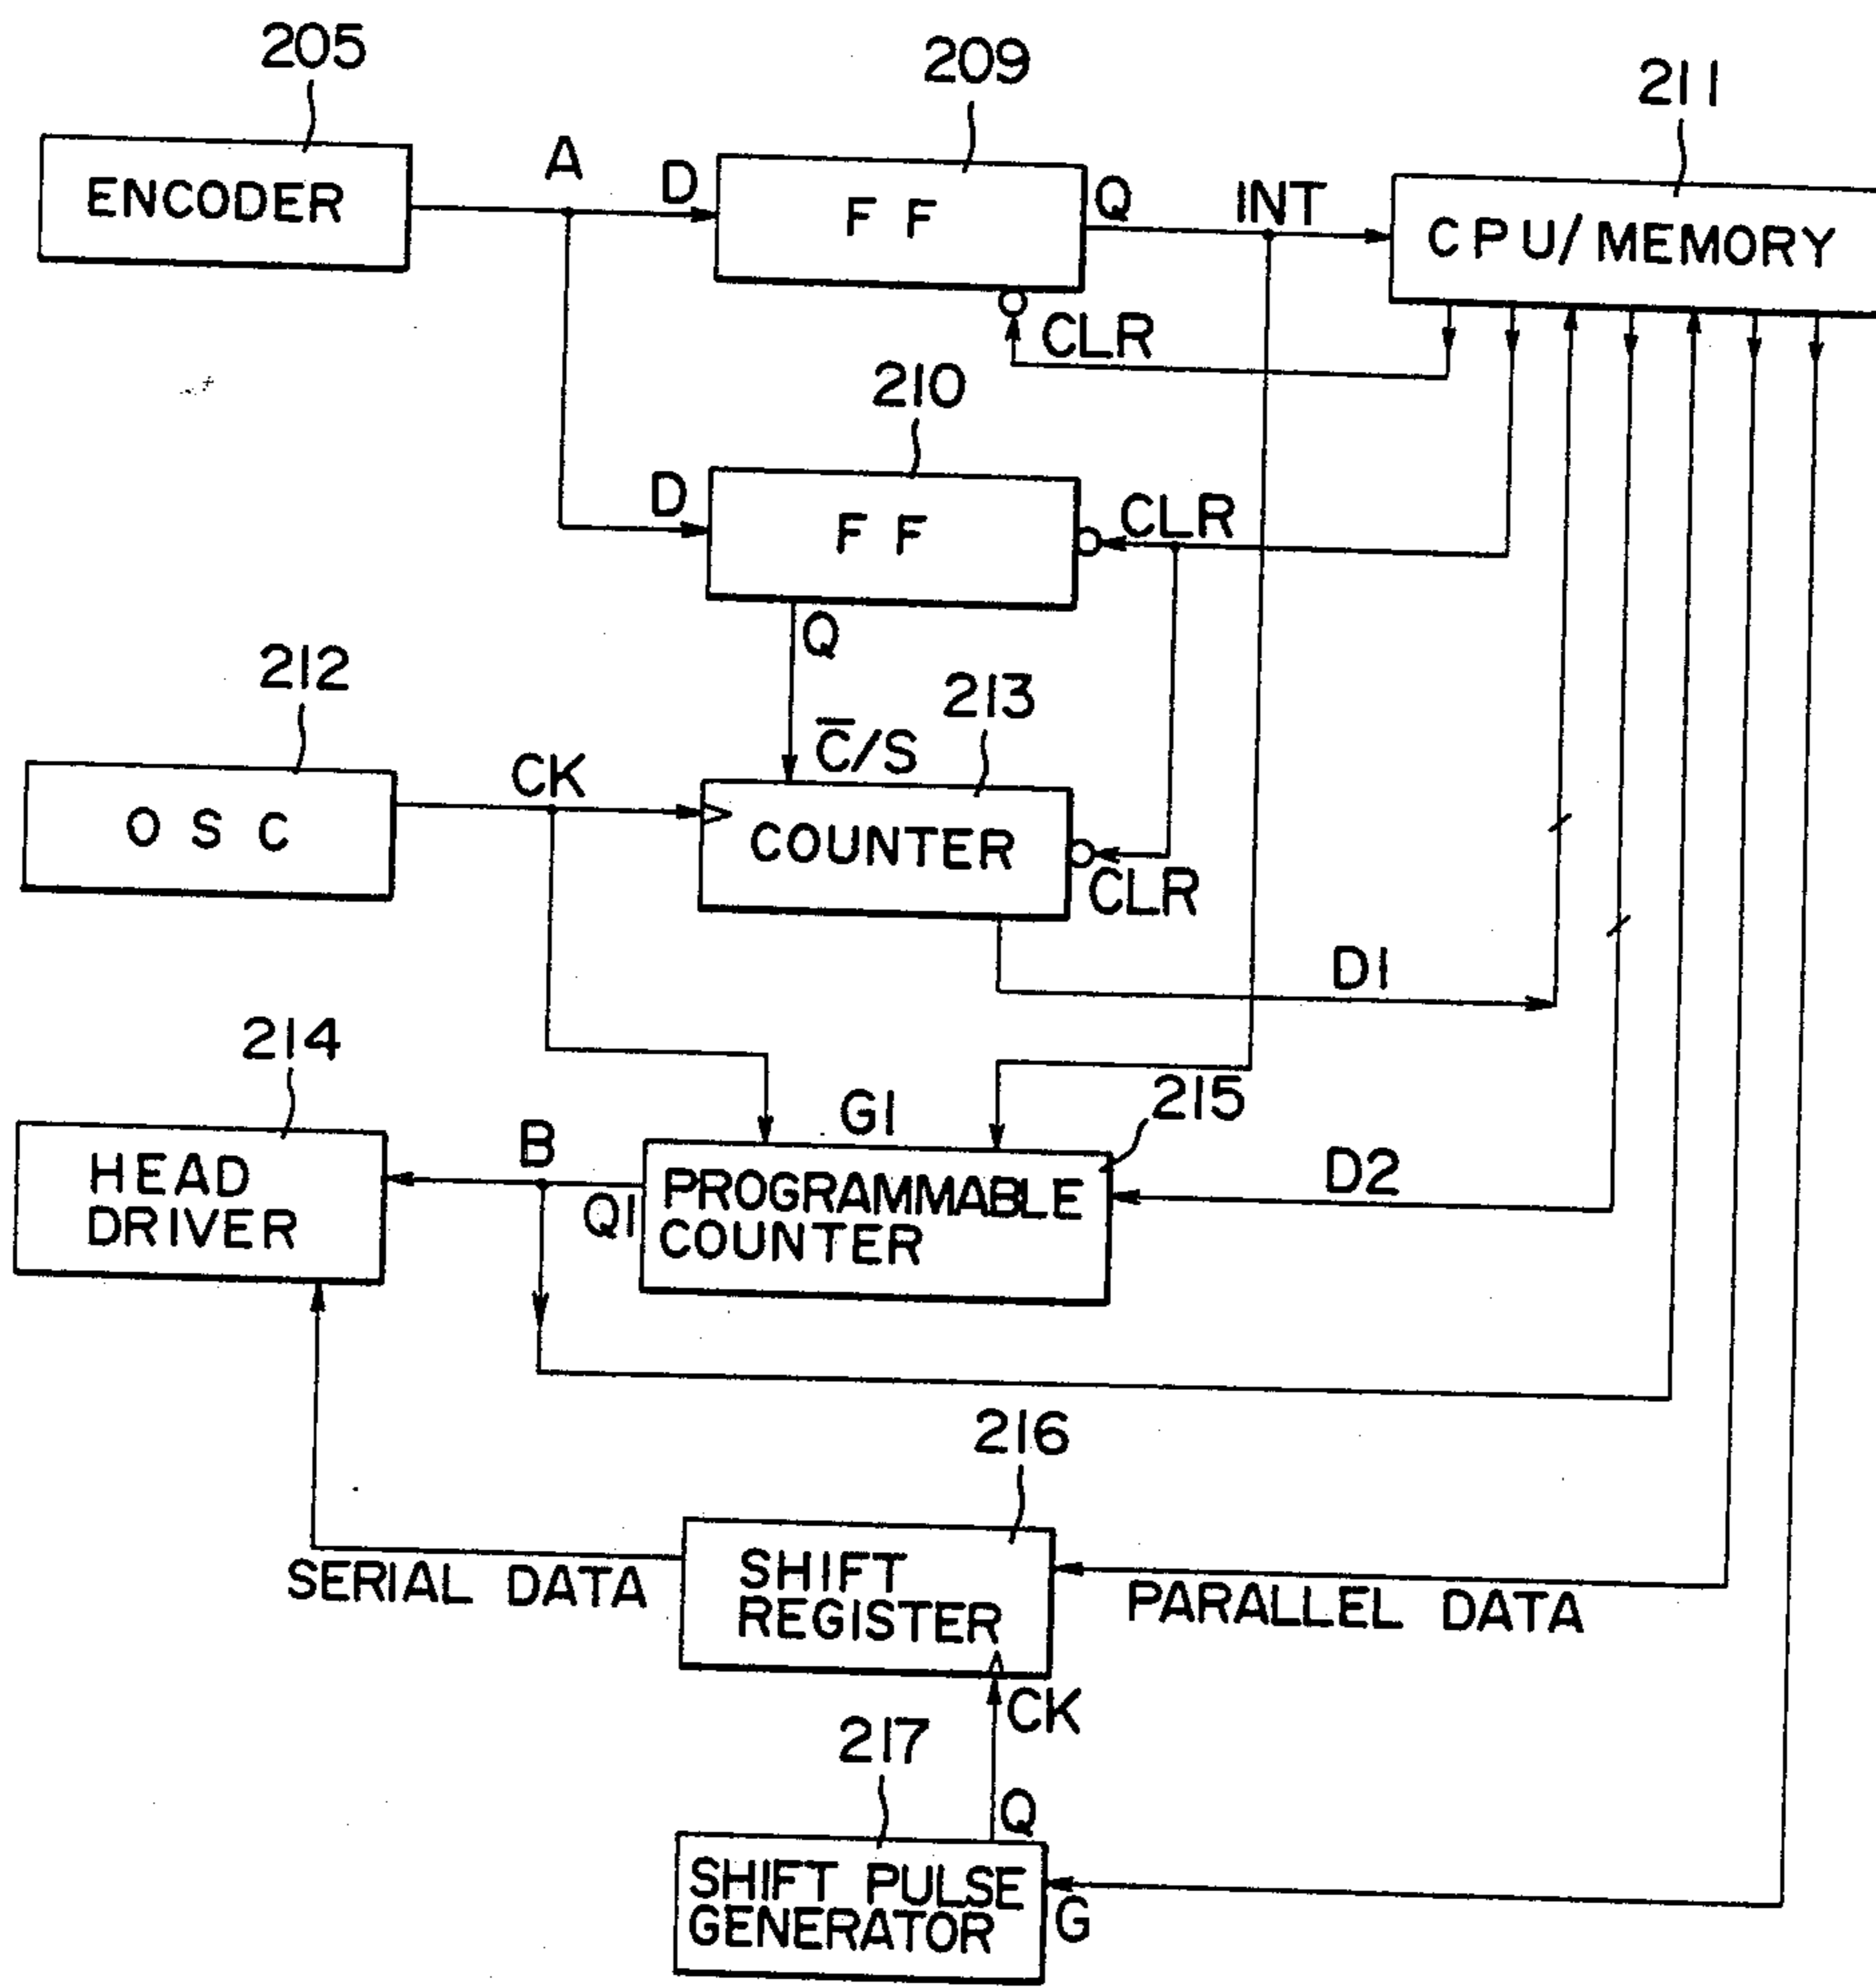 205
209
211
ENCODER
A
D
F F
Q
INT
CPU/MEMORY
CLR
210
D
F F
CLR
Q
212
213
C̅/S
CK
O S C
COUNTER
CLR
D1
214
G1
215
B
HEAD
DRIVER
Q1
PROGRAMMABLE
COUNTER
D2
216
SERIAL DATA
SHIFT
REGISTER
PARALLEL DATA
CK
217
Q
SHIFT PULSE
GENERATOR
G